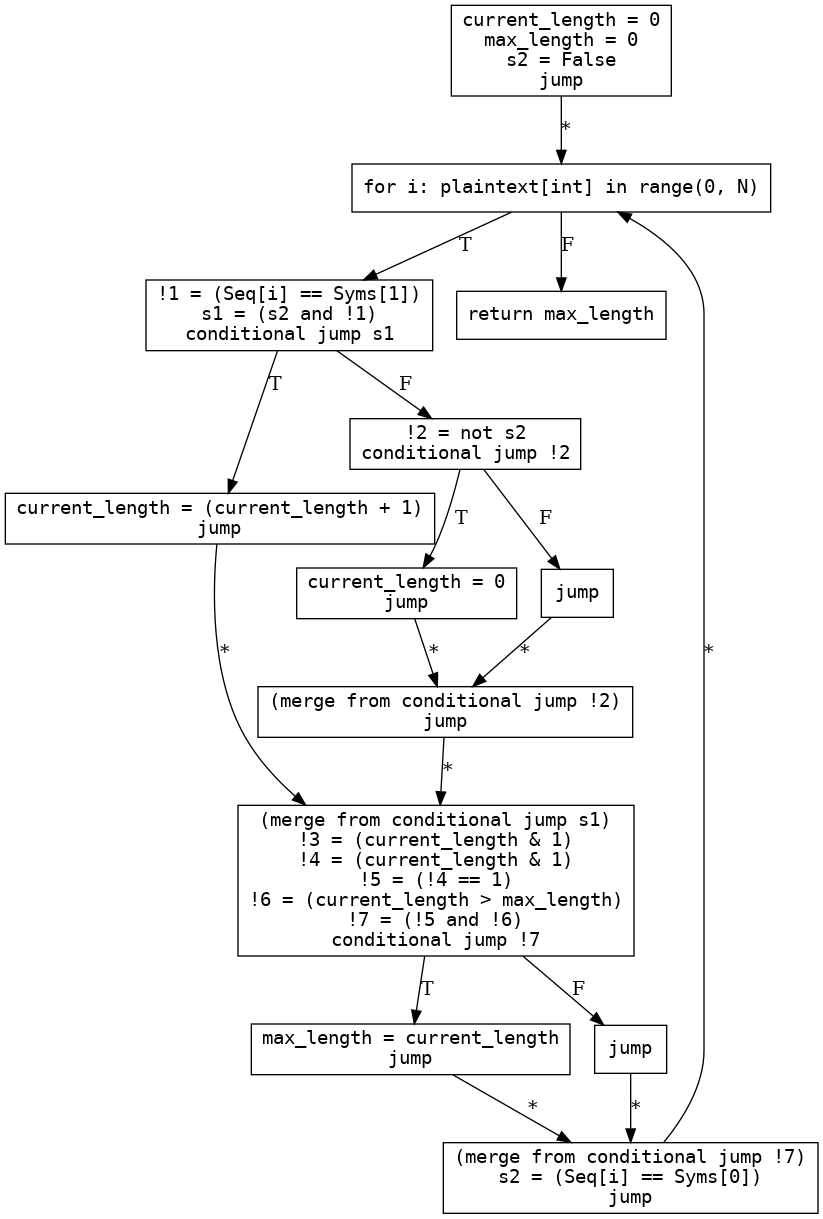 current_length = 0
max_length = 0
s2 = False
jump
*
for i: plaintext[int] in range(0, N)
T
F
!1 = (Seq[i] == Syms[1])
s1 = (s2 and !1)
conditional jump s1
return max_length
T
F
!2 = not s2
conditional jump !2
current_length = (current_length + 1)
jump
T
F
current_length = 0
jump
jump
*
*
*
*
(merge from conditional jump !2)
jump
*
(merge from conditional jump s1)
!3 = (current_length & 1)
!4 = (current_length & 1)
!5 = (!4 == 1)
!6 = (current_length > max_length)
!7 = (!5 and !6)
conditional jump !7
T
F
max_length = current_length
jump
jump
*
*
(merge from conditional jump !7)
s2 = (Seq[i] == Syms[0])
jump